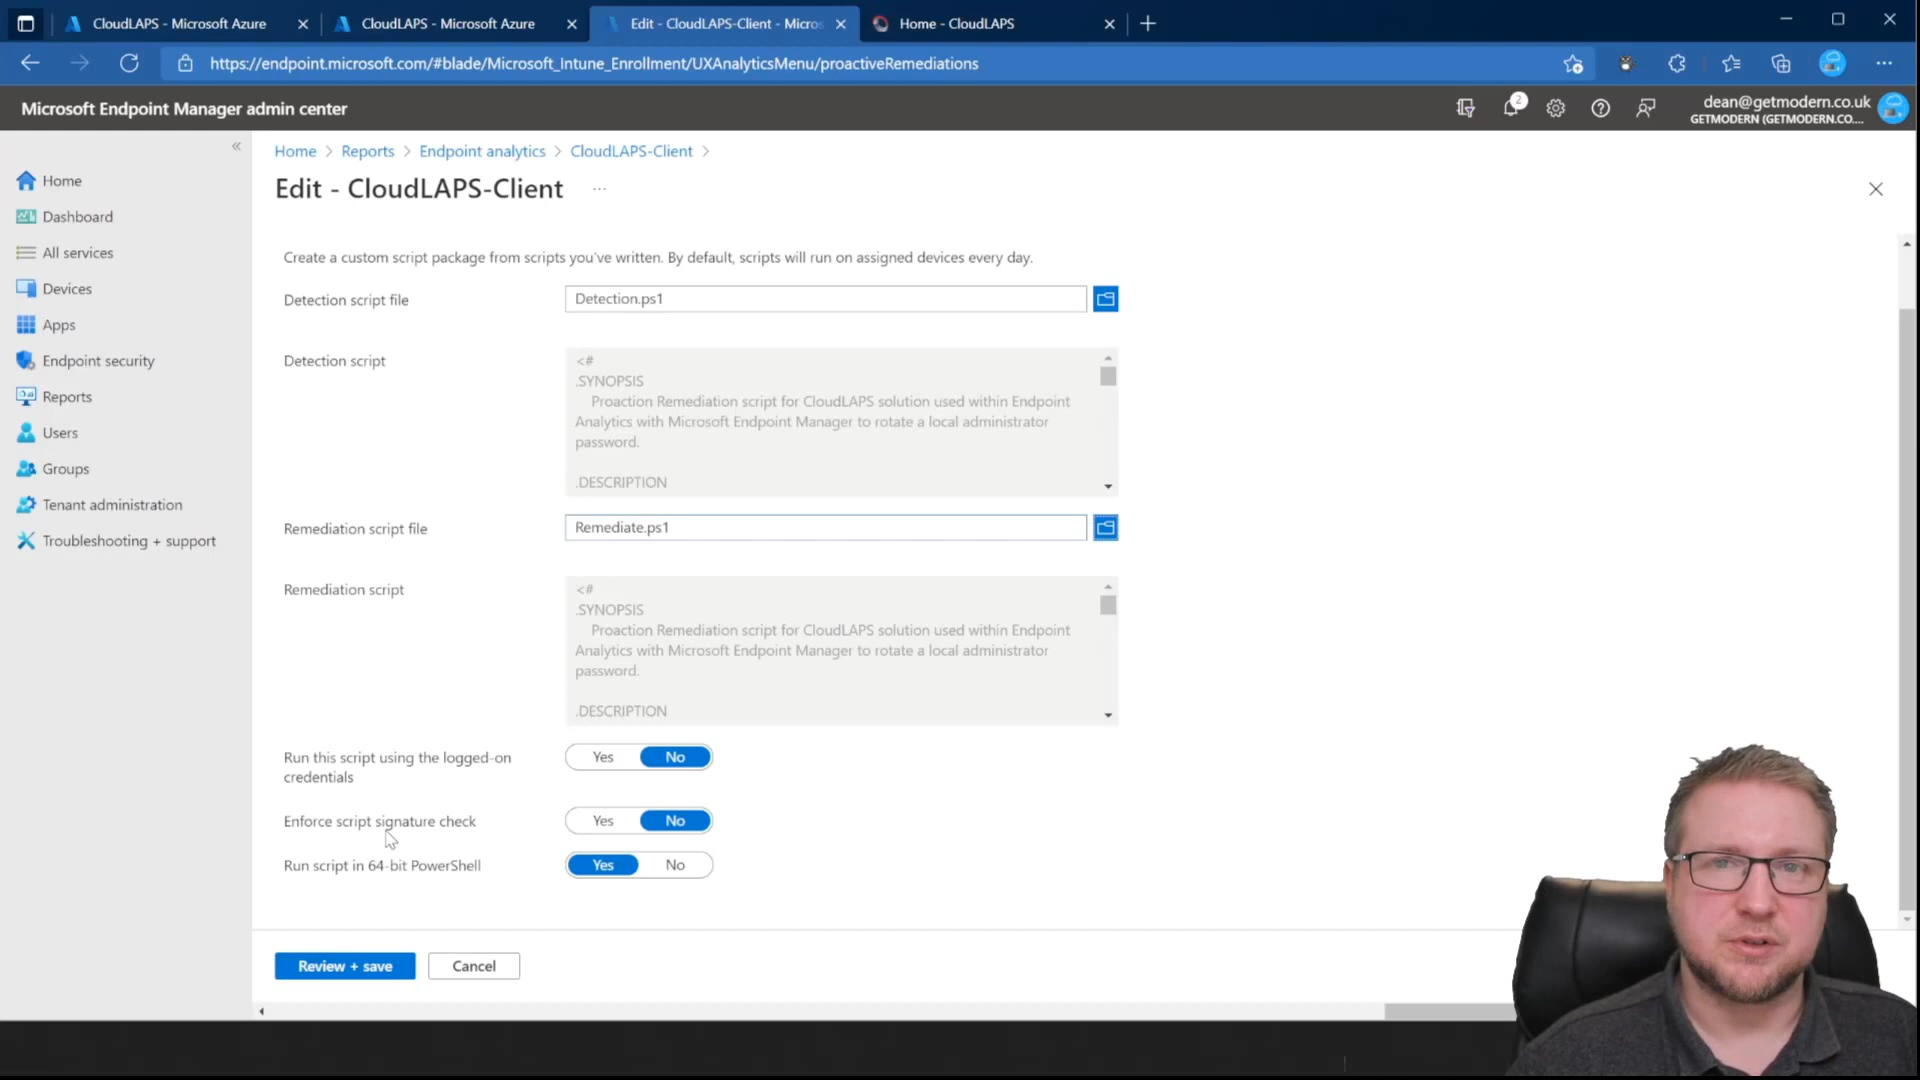 CloudLAPS - Microsoft Azure
CloudLAPS - Microsoft Azure
Edit - CloudLAPS-Client - Micros
Home - CloudLAPS
https://endpoint.microsoft.com/#blade/Microsoft_Intune_Enrollment/UXAnalyticsMenu/proactiveRemediations
Microsoft Endpoint Manager admin center
2
dean@getmodern.co.uk
GETMODERN (GETMODERN.CO....
Home > Reports > Endpoint analytics > CloudLAPS-Client >
Edit - CloudLAPS-Client ...
Home
Dashboard
All services
Devices
Apps
Endpoint security
Reports
Users
Groups
Tenant administration
Troubleshooting + support
Create a custom script package from scripts you've written. By default, scripts will run on assigned devices every day.
Detection script file
Detection.ps1
Detection script
<#
.SYNOPSIS
Proaction Remediation script for CloudLAPS solution used within Endpoint
Analytics with Microsoft Endpoint Manager to rotate a local administrator
password.
.DESCRIPTION
Remediation script file
Remediate.ps1
Remediation script
<#
.SYNOPSIS
Proaction Remediation script for CloudLAPS solution used within Endpoint
Analytics with Microsoft Endpoint Manager to rotate a local administrator
password.
.DESCRIPTION
Run this script using the logged-on
credentials
Yes No
Enforce script signature check
Yes No
Run script in 64-bit PowerShell
Yes No
Review + save
Cancel